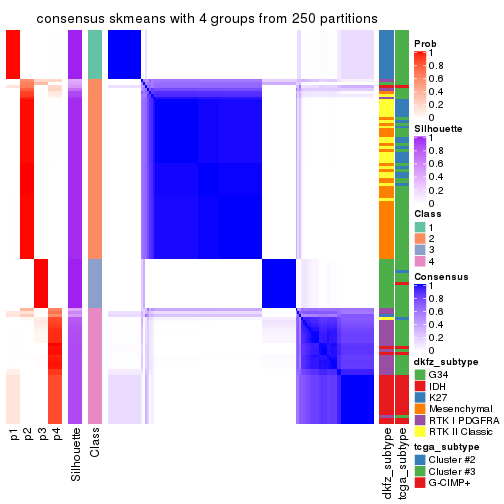 consensus skmeans with 4 groups from 250 partitions
p1
p2
p3
p4
Silhouette
Class
dkfz_subtype
tcga_subtype
Prob
1
0.8
0.6
0.4
0.2
0
Silhouette
1
0.8
0.6
0.4
0.2
0
Class
1
2
3
4
Consensus
1
0.8
0.6
0.4
0.2
0
dkfz_subtype
G34
IDH
K27
Mesenchymal
RTK I PDGFRA
RTK II Classic
tcga_subtype
Cluster #2
Cluster #3
G-CIMP+